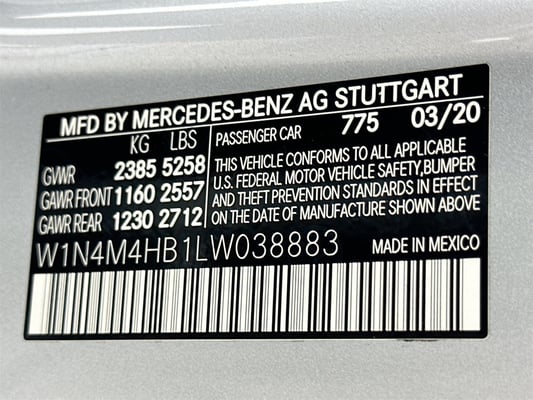 MFD BY MERCEDES-BENZ AG STUTTGART
KG LBS
GVWR 2385 5258
GAWR FRONT 1160 2557
GAWR REAR 1230 2712
PASSENGER CAR 775 03/20
THIS VEHICLE CONFORMS TO ALL APPLICABLE
U.S. FEDERAL MOTOR VEHICLE SAFETY, BUMPER
AND THEFT PREVENTION STANDARDS IN EFFECT
ON THE DATE OF MANUFACTURE SHOWN ABOVE
W1N4M4HB1LW038883
MADE IN MEXICO